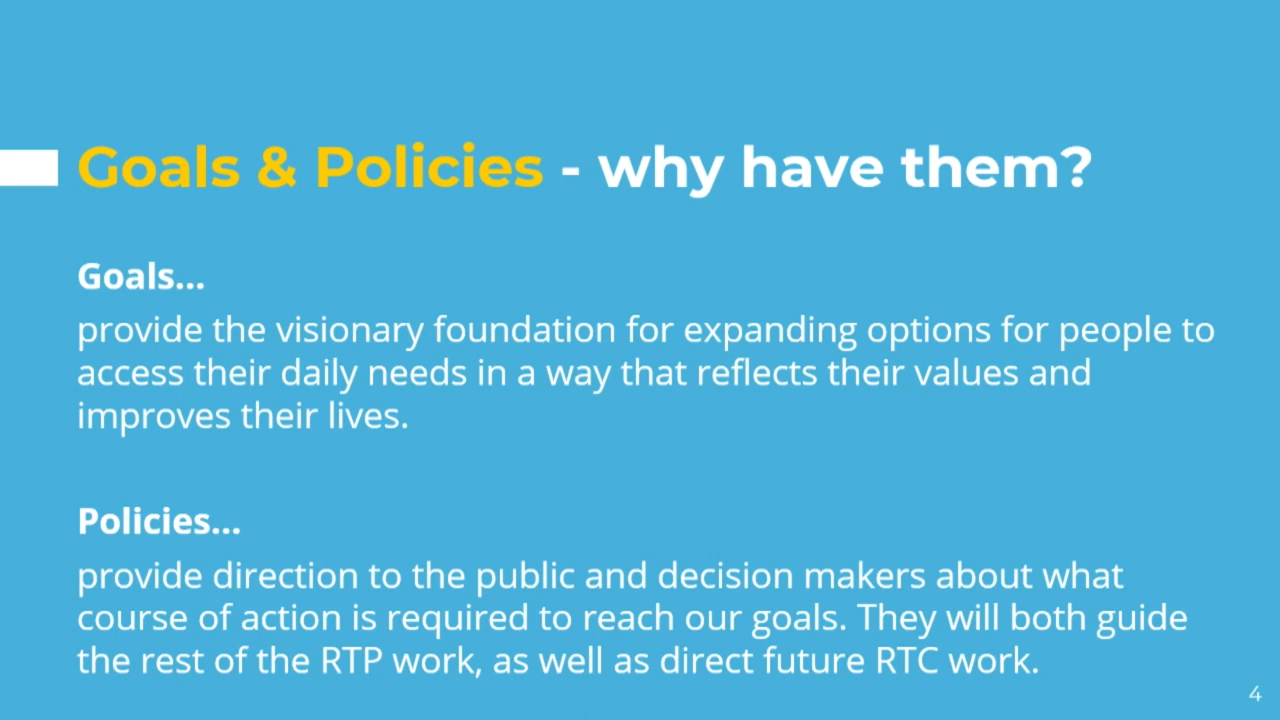 Goals & Policies - why have them?
Goals...
provide the visionary foundation for expanding options for people to
access their daily needs in a way that reflects their values and
improves their lives.
Policies...
provide direction to the public and decision makers about what
course of action is required to reach our goals. They will both guide
the rest of the RTP work, as well as direct future RTC work.
4